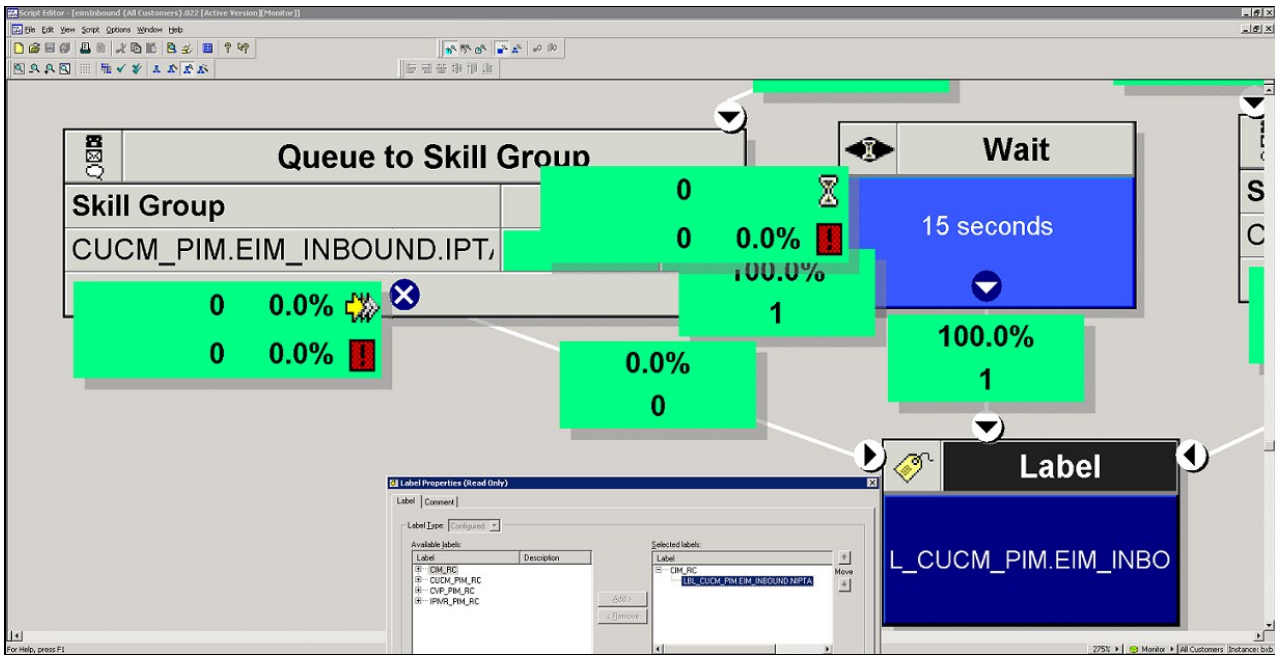 Script Editor - [eimInbound {All Customers}.022 [Active Version][Monitor]]
File Edit View Script Options Window Help
Queue to Skill Group
Wait
Skill Group
0
S
15 seconds
0 0.0%
CUCM_PIM.EIM_INBOUND.IPT
C
100.0%
0 0.0%
1
100.0%
0 0.0%
0.0%
1
0
Label
Label Properties (Read Only)
Label Comment
Label Type: Configured
Available labels:
Selected labels:
Label Description
Label
CIM_RC
CIM_RC
Move
L_CUCM_PIM.EIM_INBO
CUCM_PIM_RC
LBL_CUCM_PIM.EIM_INBOUND.NIPTA
CVP_PIM_RC
IPIVR_PIM_RC
Add >
< Remove
For Help, press F1
275% Monitor All Customers Instance: bxb